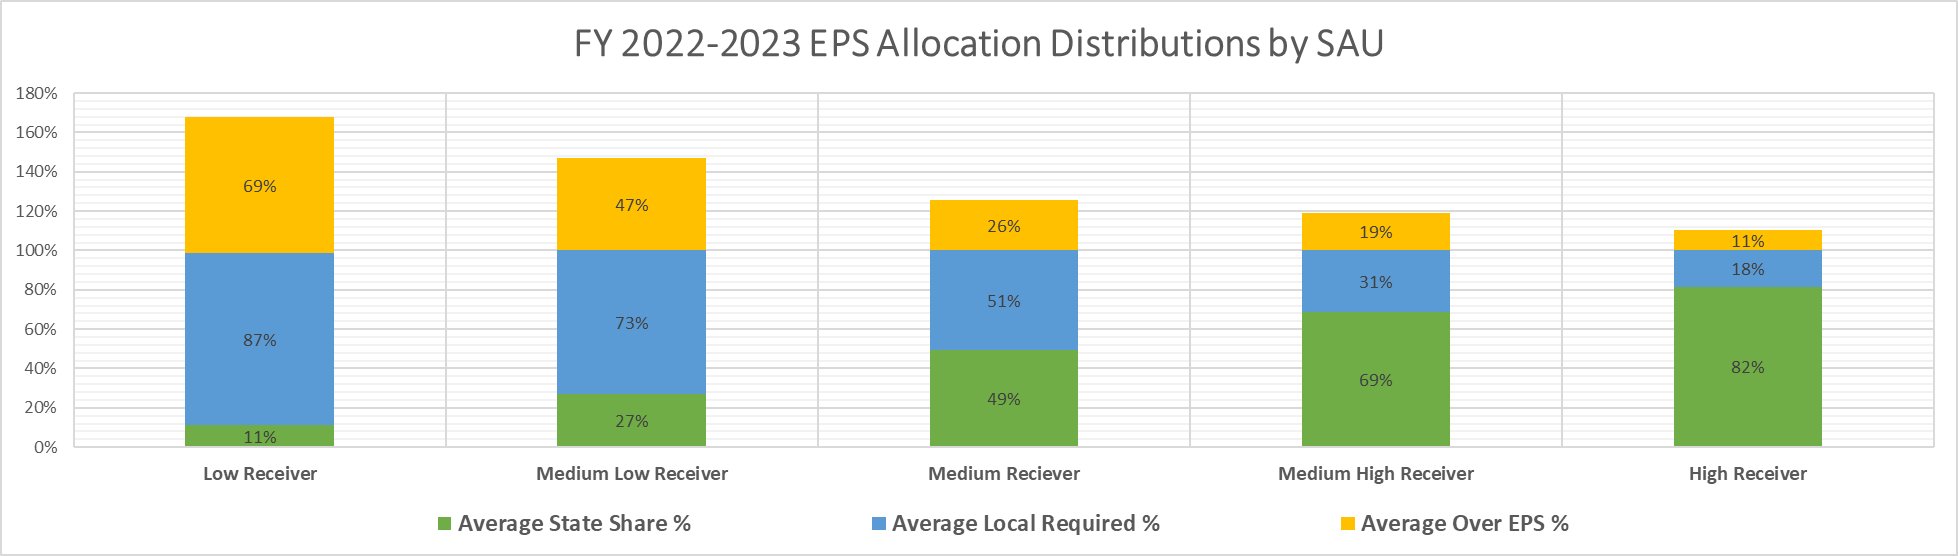 FY 2022-2023 EPS Allocation Distributions by SAU
180%
160%
140%
120%
100%
80%
60%
40%
20%
0%
69%
87%
11%
47%
73%
27%
26%
51%
49%
19%
31%
69%
11%
18%
82%
Low Receiver
Medium Low Receiver
Medium Reciever
Medium High Receiver
High Receiver
Average State Share %
Average Local Required %
Average Over EPS %